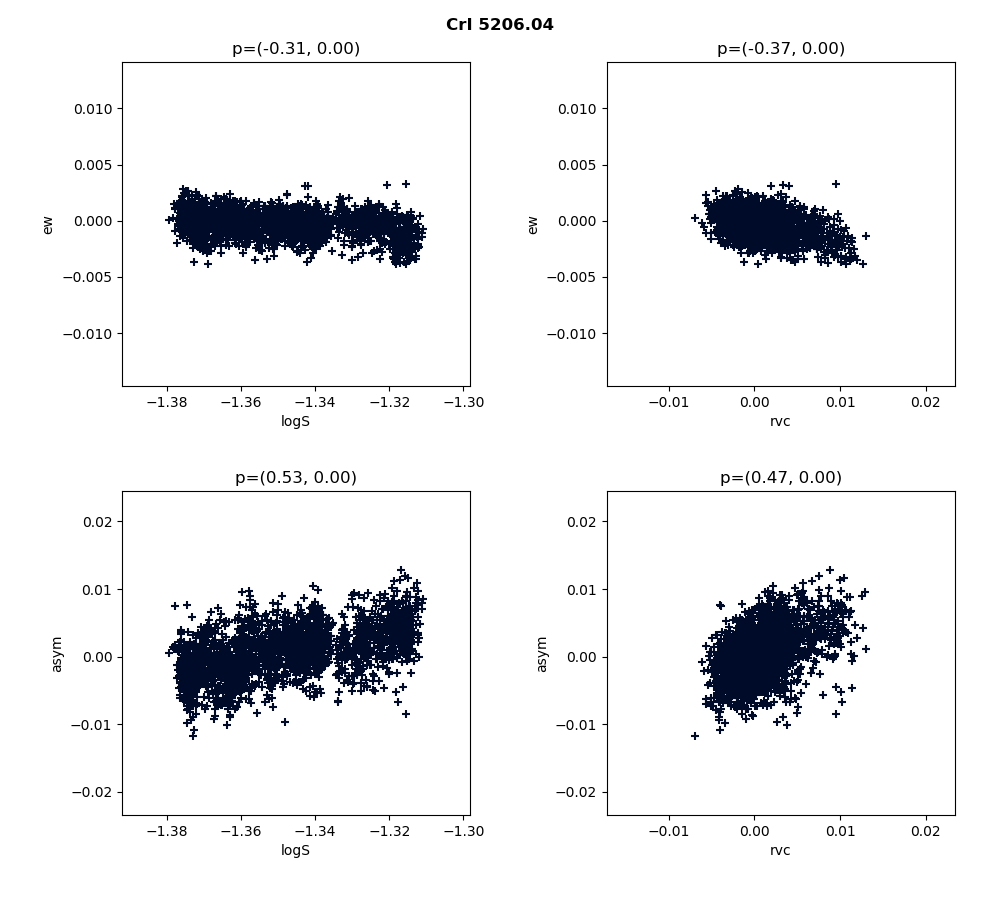 CrI 5206.04
p=(-0.31, 0.00)
p=(-0.37, 0.00)
0.010
0.005
0.000
−0.005
−0.010
ew
−1.38 −1.36 −1.34 −1.32 −1.30
logS
0.010
0.005
0.000
−0.005
−0.010
ew
−0.01 0.00 0.01 0.02
rvc
p=(0.53, 0.00)
p=(0.47, 0.00)
0.02
0.01
0.00
−0.01
−0.02
asym
−1.38 −1.36 −1.34 −1.32 −1.30
logS
0.02
0.01
0.00
−0.01
−0.02
asym
−0.01 0.00 0.01 0.02
rvc